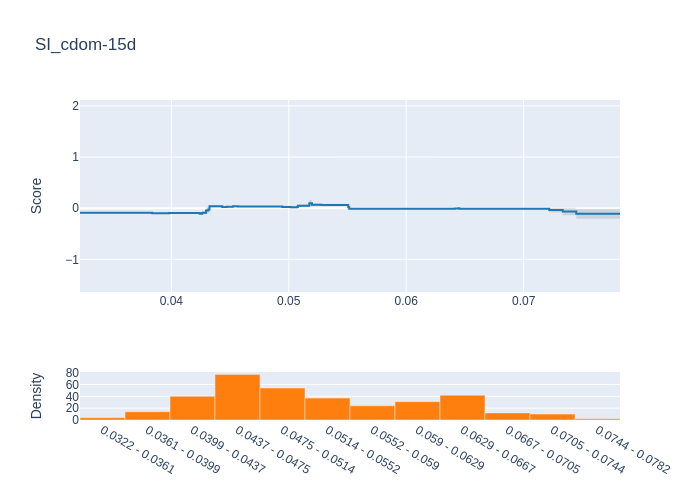 SI_cdom-15d
2
1
0
−1
Score
0.04 0.05 0.06 0.07
80
60
40
20
0
Density
0.0322 - 0.0361
0.0361 - 0.0399
0.0399 - 0.0437
0.0437 - 0.0475
0.0475 - 0.0514
0.0514 - 0.0552
0.0552 - 0.059
0.059 - 0.0629
0.0629 - 0.0667
0.0667 - 0.0705
0.0705 - 0.0744
0.0744 - 0.0782